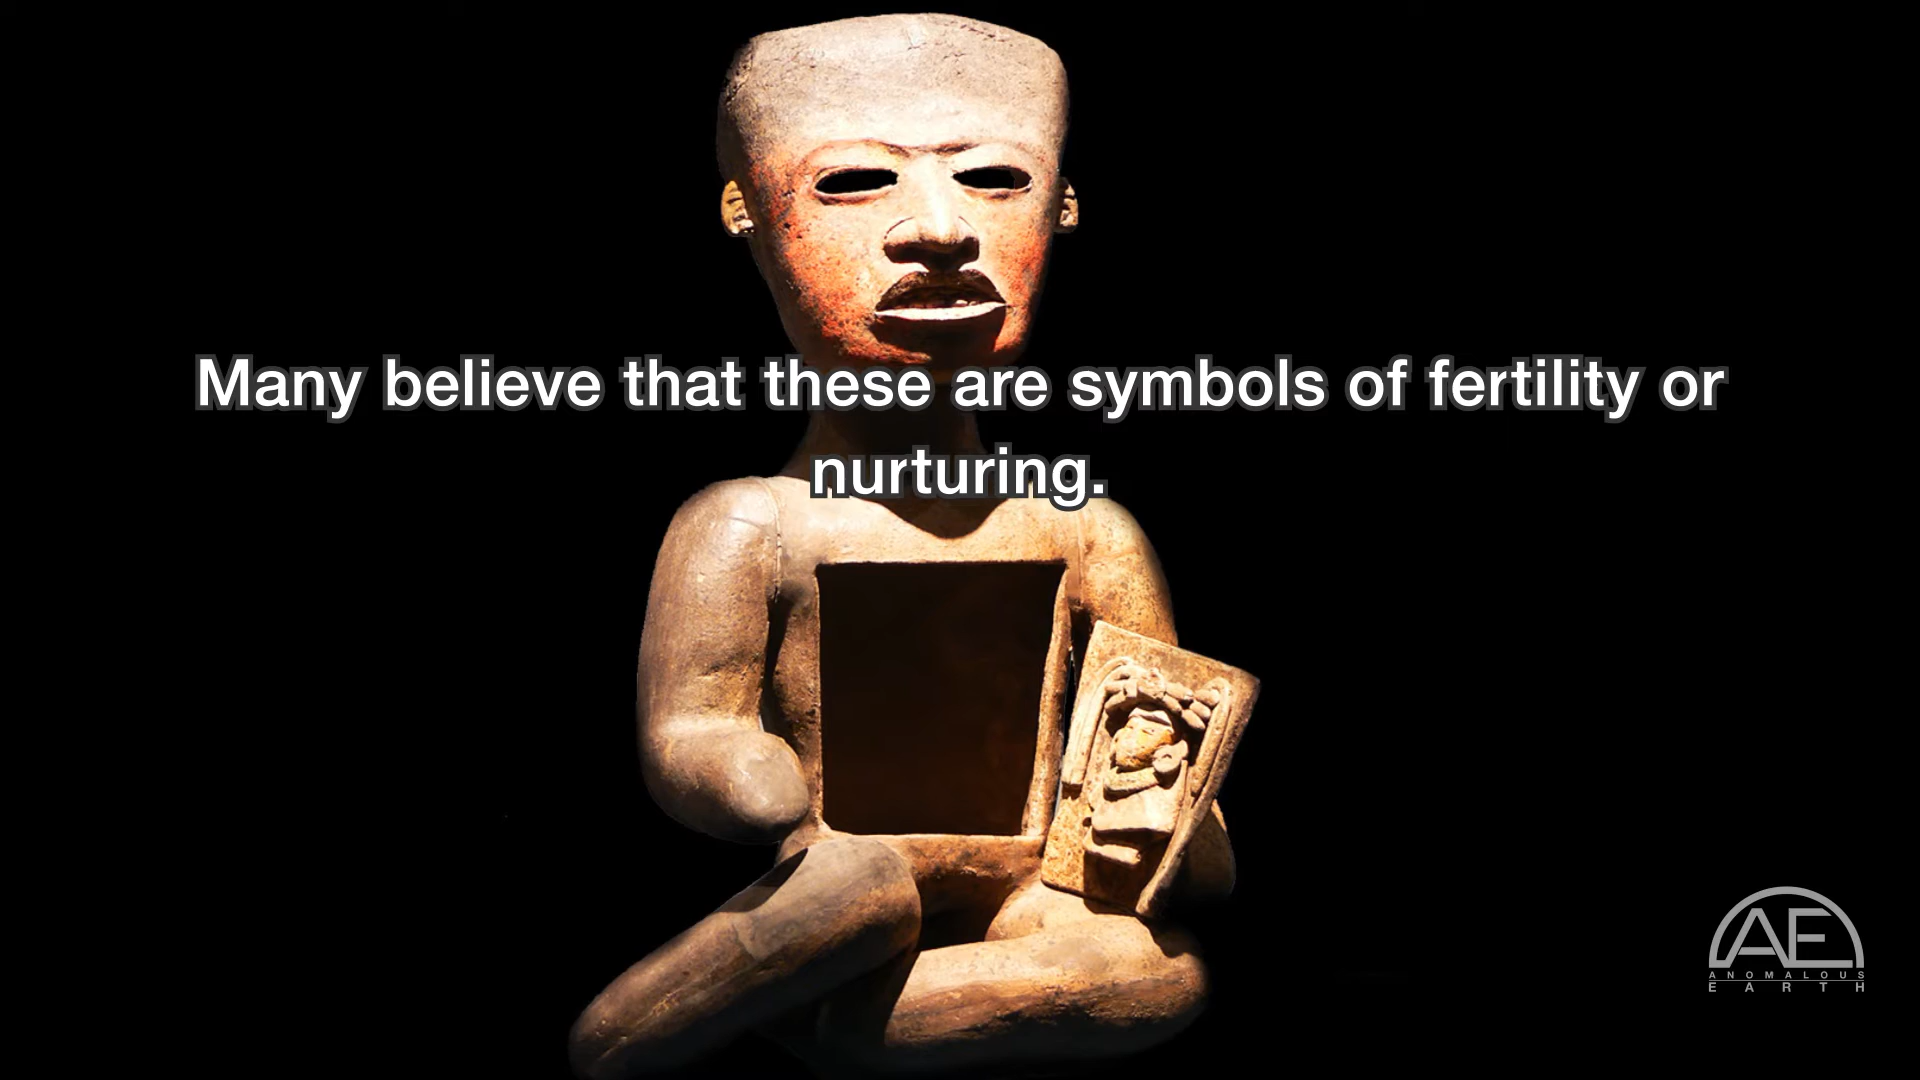 Many believe that these are symbols of fertility or
nurturing.
AE
ANOMALOUS
EARTH